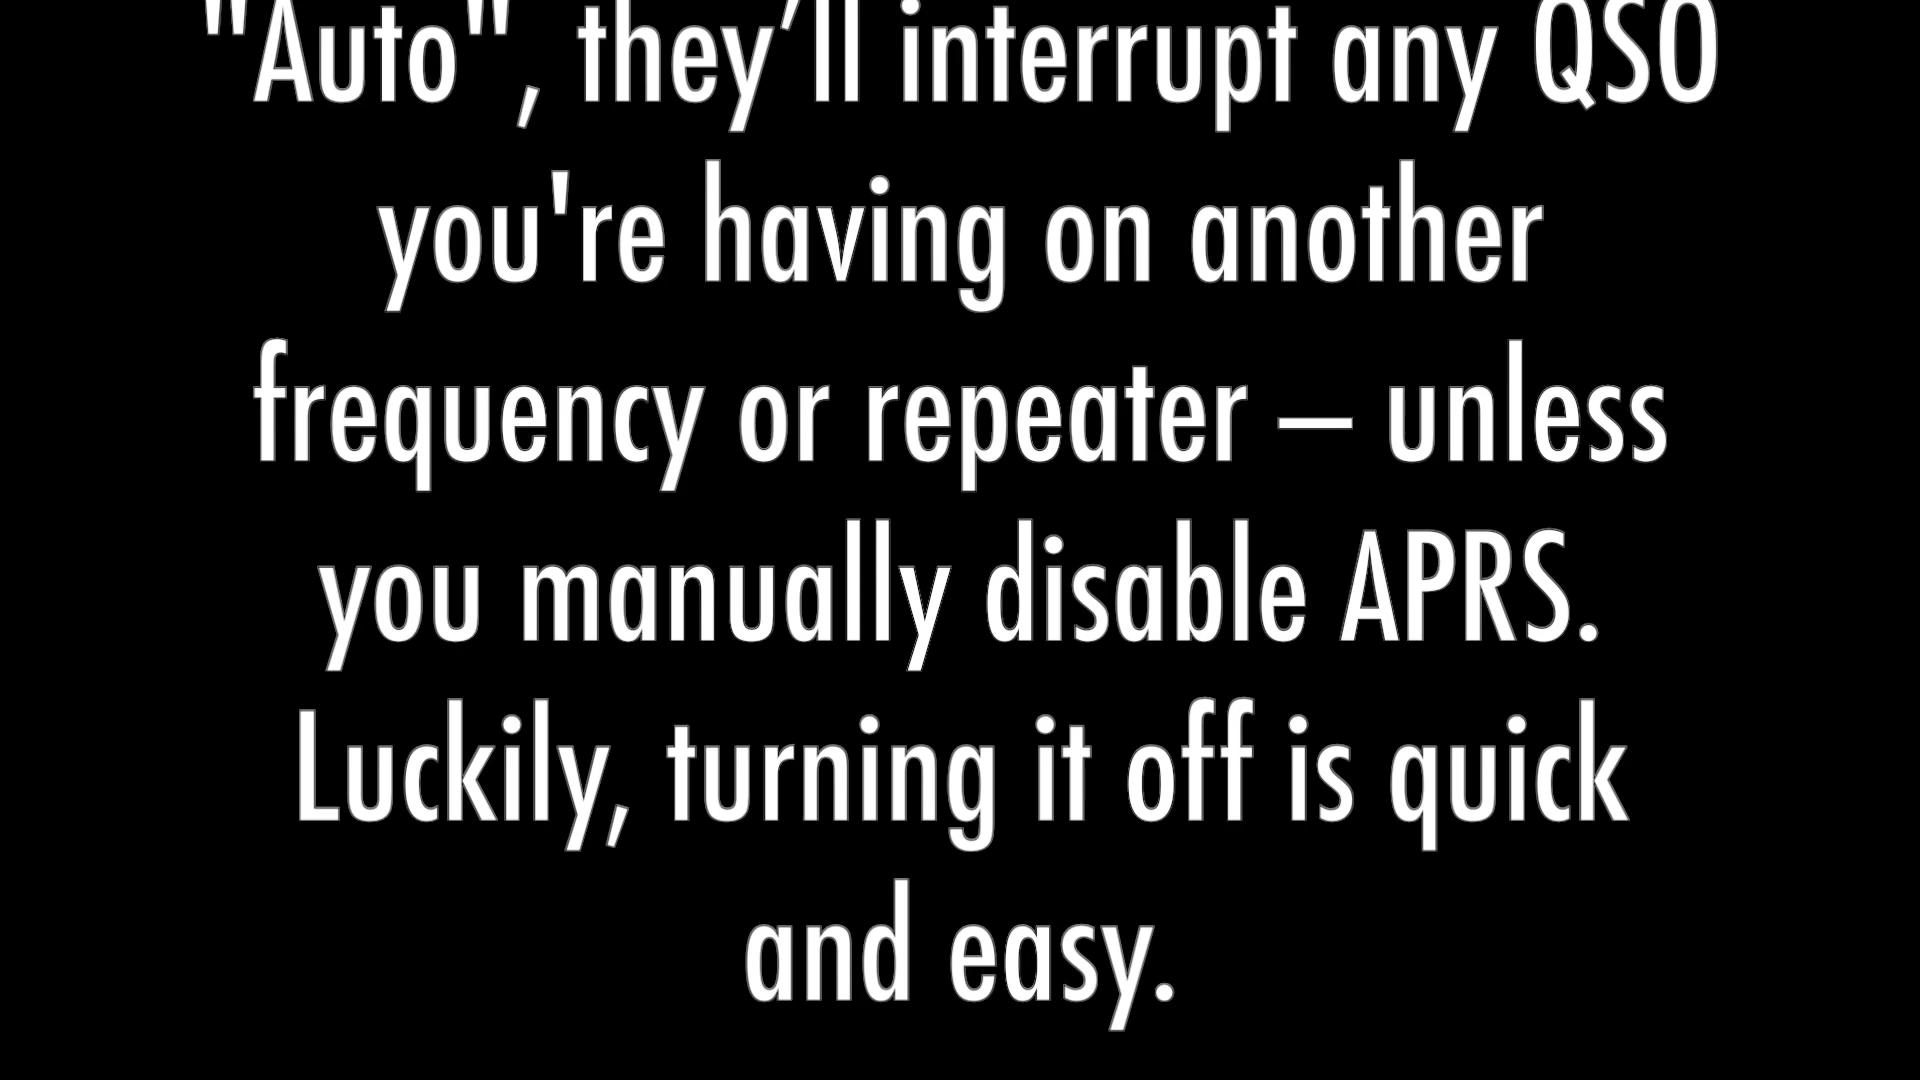 "Auto", they’ll interrupt any QSO
you're having on another
frequency or repeater – unless
you manually disable APRS.
Luckily, turning it off is quick
and easy.